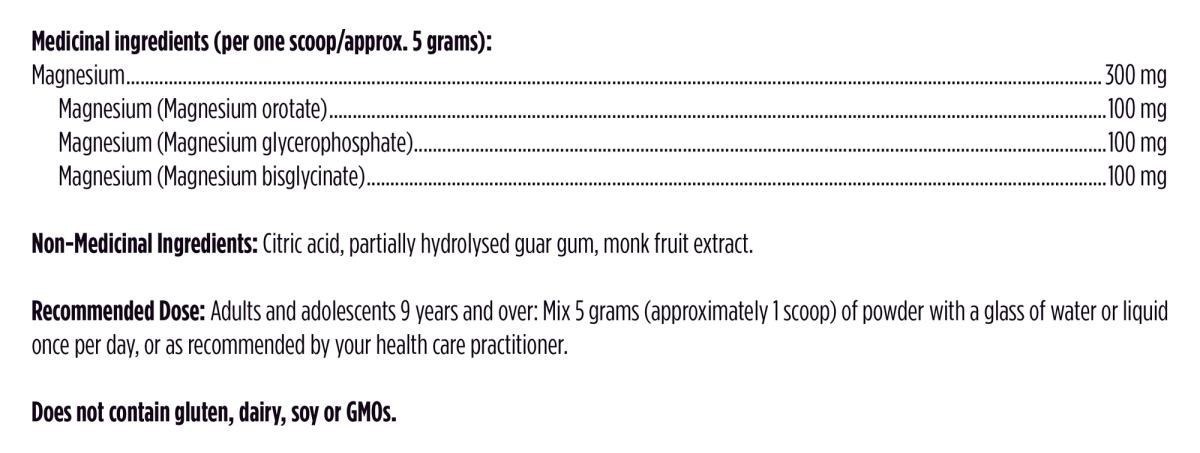 Medicinal ingredients (per one scoop/approx. 5 grams):
Magnesium........................................................................................................................ 300 mg
Magnesium (Magnesium orotate)........................................................................................................................100 mg
Magnesium (Magnesium glycerophosphate)........................................................................................................................100 mg
Magnesium (Magnesium bisglycinate)........................................................................................................................100 mg
Non-Medicinal Ingredients: Citric acid, partially hydrolysed guar gum, monk fruit extract.
Recommended Dose: Adults and adolescents 9 years and over: Mix 5 grams (approximately 1 scoop) of powder with a glass of water or liquid
once per day, or as recommended by your health care practitioner.
Does not contain gluten, dairy, soy or GMOs.